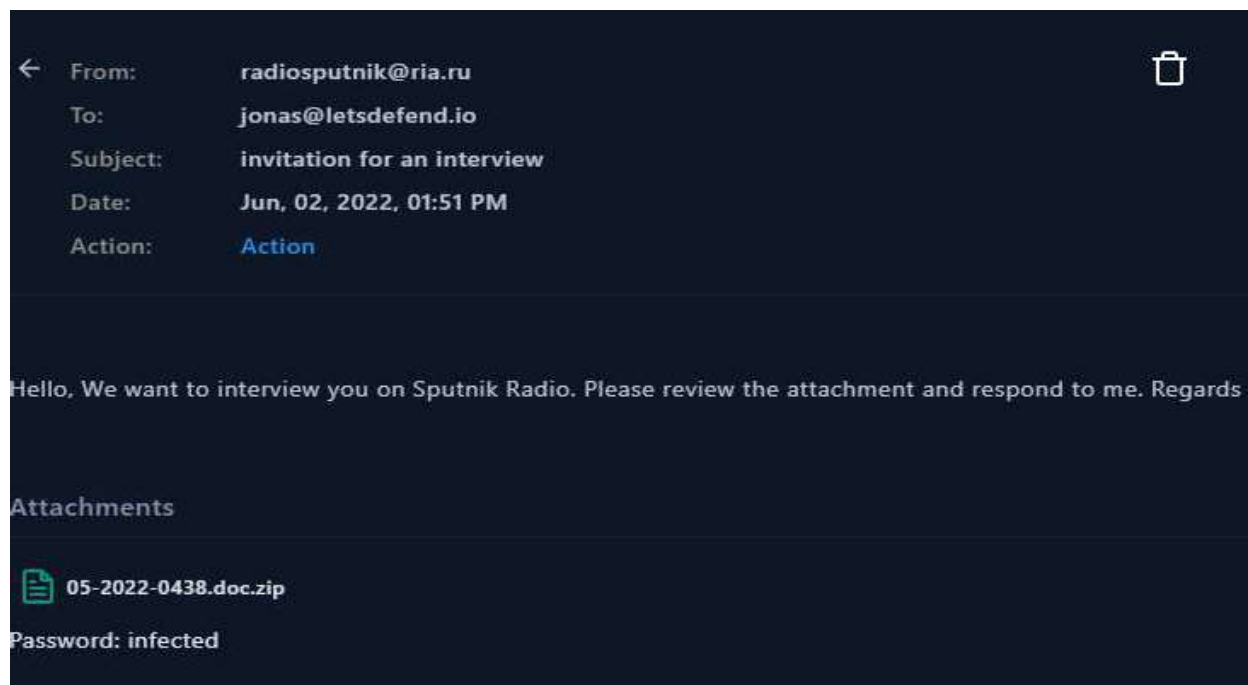 From: radiosputnik@ria.ru
To: jonas@letsdefend.io
Subject: invitation for an interview
Date: Jun, 02, 2022, 01:51 PM
Action: Action
Hello, We want to interview you on Sputnik Radio. Please review the attachment and respond to me. Regards
Attachments
05-2022-0438.doc.zip
Password: infected